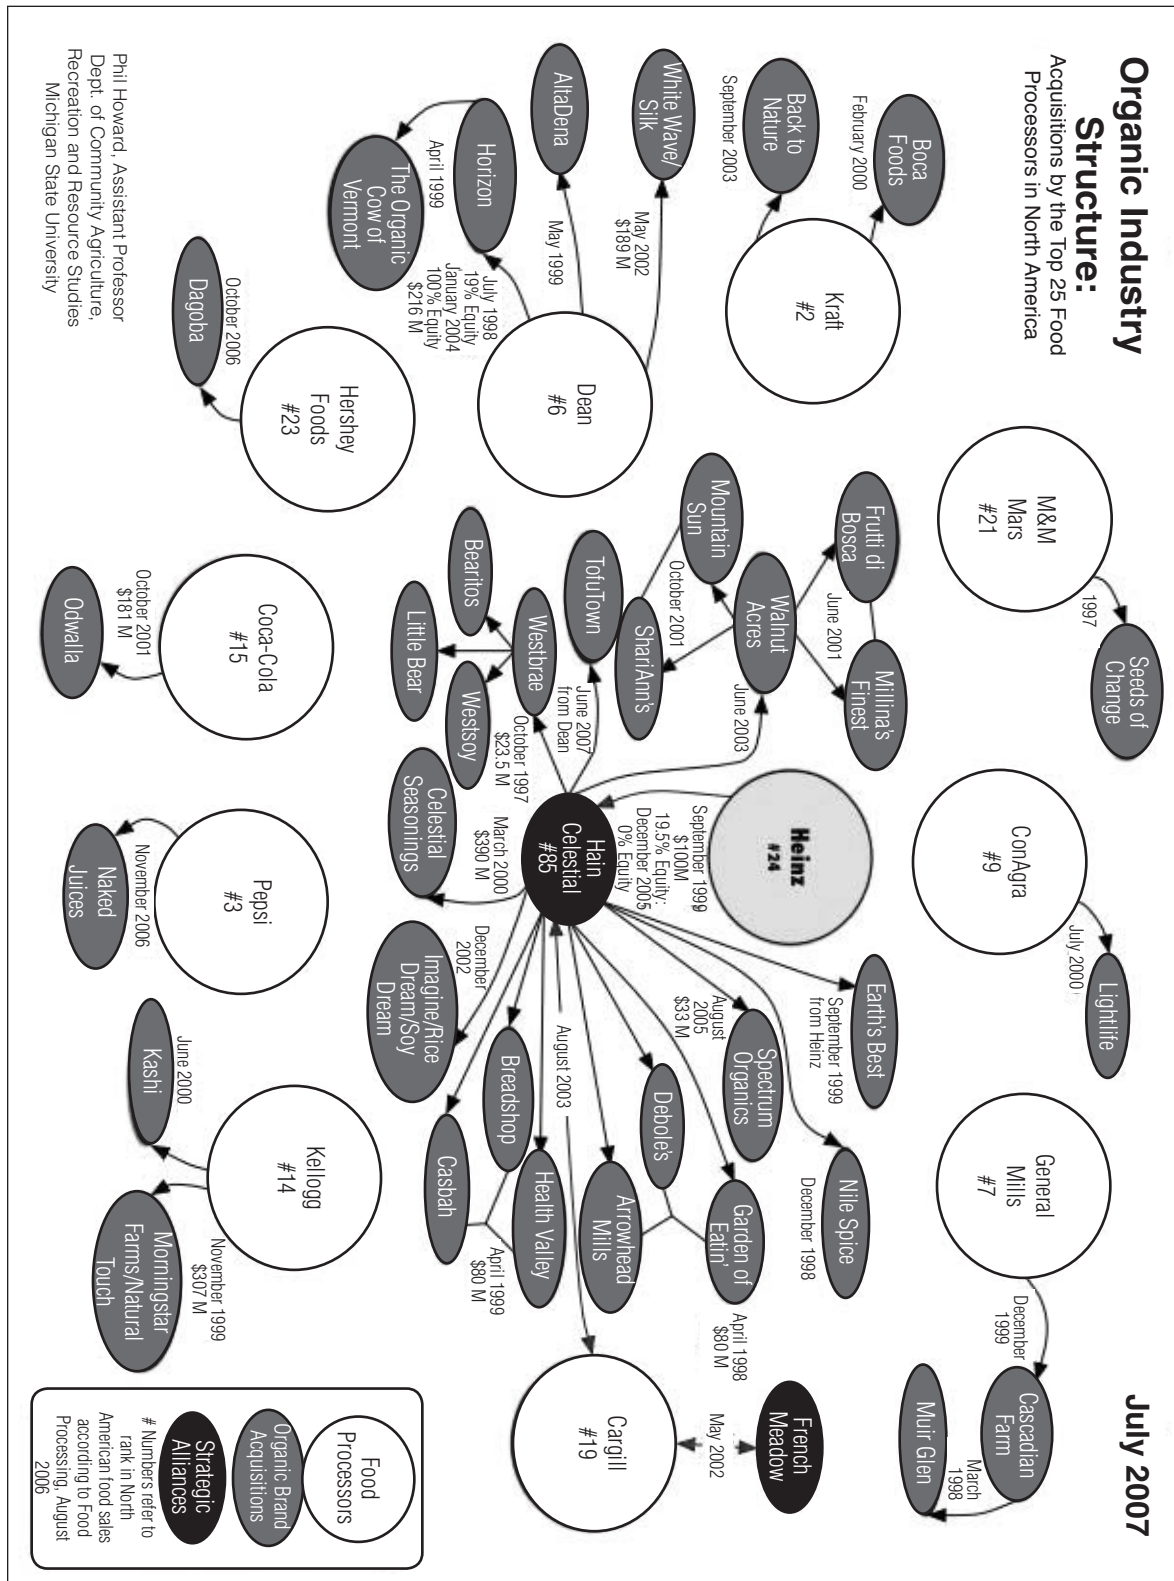 Organic Industry
Structure:
Acquisitions by the Top 25 Food
Processors in North America
July 2007
Boca
Foods
February 2000
Kraft
#2
Back to
Nature
September 2003
White Wave/
Silk
May 2002
$189 M
AltaDena
May 1999
Dean
#6
Horizon
July 1998
19% Equity
January 2004
100% Equity
$216 M
The Organic
Cow of
Vermont
April 1999
Hershey
Foods
#23
October 2006
Dagoba
M&M
Mars
#21
1997
Seeds of
Change
Frutti di
Bosca
June 2001
Millina's
Finest
Walnut
Acres
June 2003
Mountain
Sun
October 2001
ShariAnn's
TofuTown
June 2007
from Dean
Westbrae
October 1997
$23.5 M
Bearitos
Little Bear
Westsoy
Celestial
Seasonings
March 2000
$390 M
Coca-Cola
#15
October 2001
$181 M
Odwalla
ConAgra
#9
July 2000
Lightlife
Heinz
#24
September 1999
$100M
19.5% Equity:
December 2005
0% Equity
Hain
Celestial
#85
Earth's Best
September 1999
from Heinz
Nile Spice
December 1998
Spectrum
Organics
August
2005
$33 M
Garden of
Eatin'
April 1998
$80 M
Debole's
Arrowhead
Mills
August 2003
Health Valley
Breadshop
April 1999
$80 M
Casbah
Imagine/Rice
Dream/Soy
Dream
December
2002
Pepsi
#3
November 2006
Naked
Juices
General
Mills
#7
December
1999
Cascadian
Farm
March
1998
Muir Glen
French
Meadow
May 2002
Cargill
#19
Kellogg
#14
June 2000
Kashi
November 1999
$307 M
Morningstar
Farms/Natural
Touch
Food
Processors
Organic Brand
Acquisitions
Strategic
Alliances
# Numbers refer to
rank in North
American food sales
according to Food
Processing, August
2006
Phil Howard, Assistant Professor
Dept. of Community Agriculture,
Recreation and Resource Studies
Michigan State University